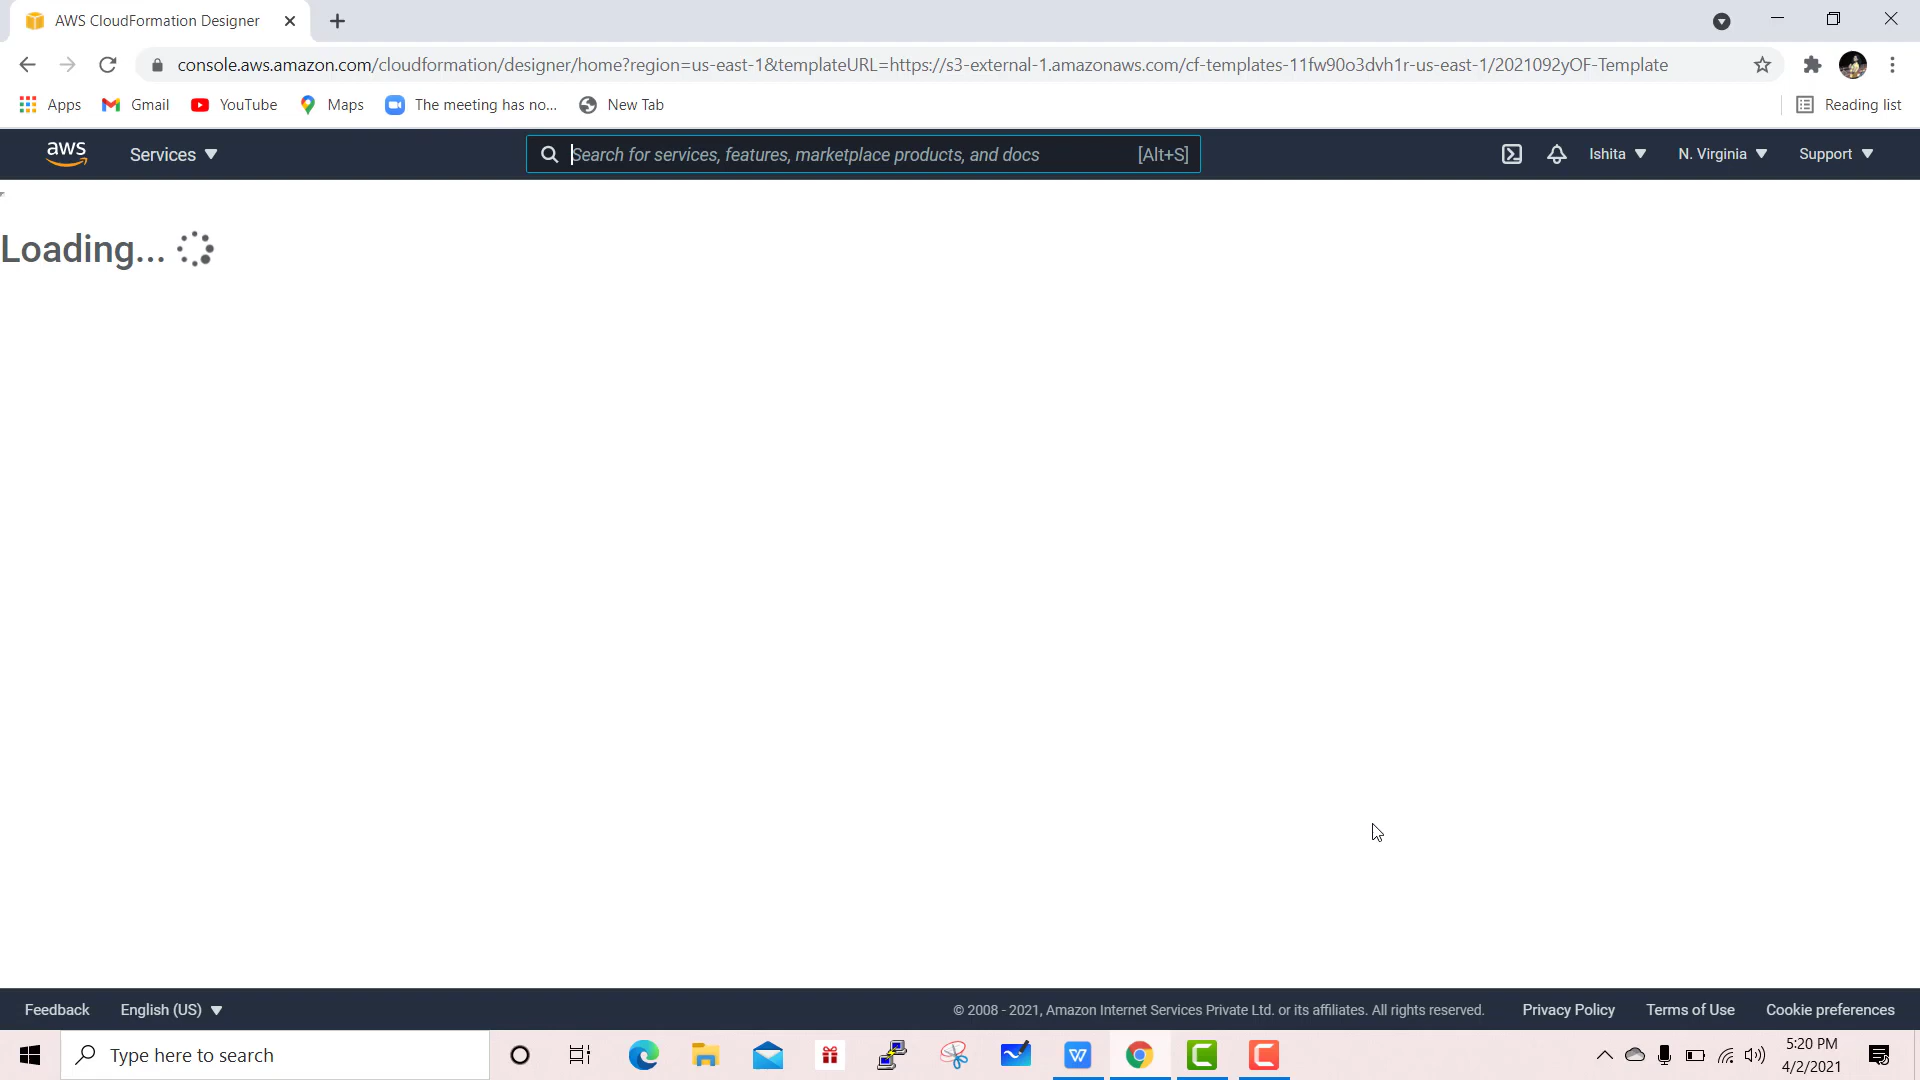 AWS CloudFormation Designer
console.aws.amazon.com/cloudformation/designer/home?region=us-east-1&templateURL=https://s3-external-1.amazonaws.com/cf-templates-11fw90o3dvh1r-us-east-1/2021092yOF-Template
Apps Gmail YouTube Maps The meeting has no... New Tab Reading list
aws Services Search for services, features, marketplace products, and docs [Alt+S] Ishita N. Virginia Support
Loading...
Feedback English (US) © 2008 - 2021, Amazon Internet Services Private Ltd. or its affiliates. All rights reserved. Privacy Policy Terms of Use Cookie preferences
Type here to search
5:20 PM
4/2/2021